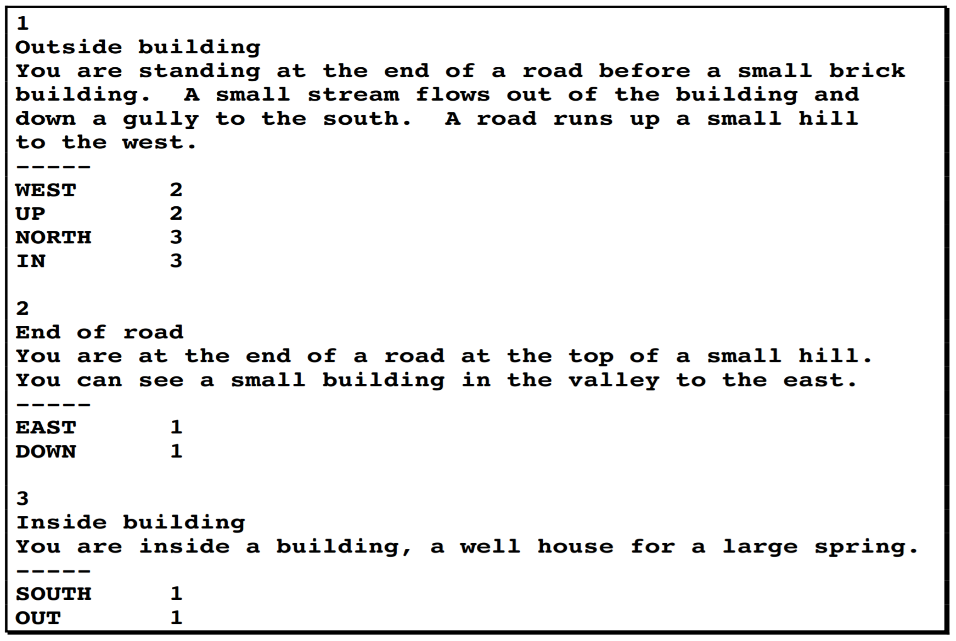 1
Outside building
You are standing at the end of a road before a small brick
building.  A small stream flows out of the building and
down a gully to the south.  A road runs up a small hill
to the west.
-----
WEST      2
UP        2
NORTH     3
IN        3

2
End of road
You are at the end of a road at the top of a small hill.
You can see a small building in the valley to the east.
-----
EAST      1
DOWN      1

3
Inside building
You are inside a building, a well house for a large spring.
-----
SOUTH     1
OUT       1